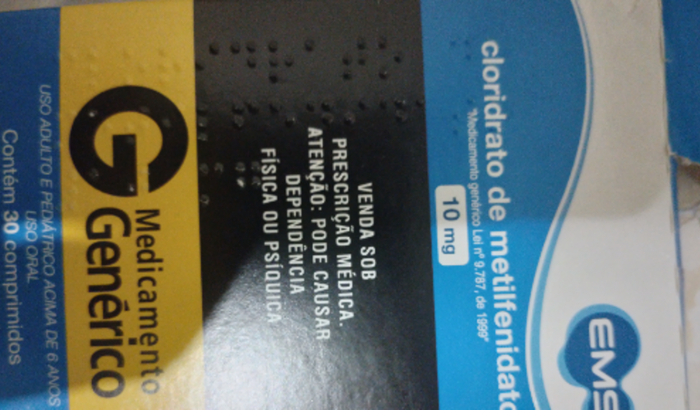 EMS
cloridrato de metilfenidato
"Medicamento genérico Lei nº 9.787, de 1999"
10 mg
VENDA SOB
PRESCRIÇÃO MÉDICA.
ATENÇÃO: PODE CAUSAR
DEPENDÊNCIA
FÍSICA OU PSÍQUICA
G
Medicamento
Genérico
USO ADULTO E PEDIÁTRICO ACIMA DE 6 ANOS
USO ORAL
Contém 30 comprimidos